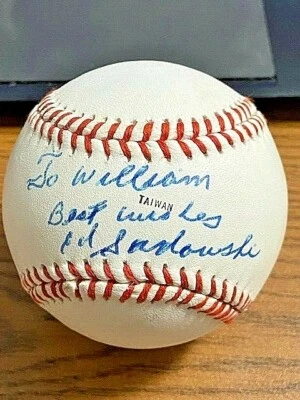 To William
TAIWAN
Best wishes
Ed Sadowski